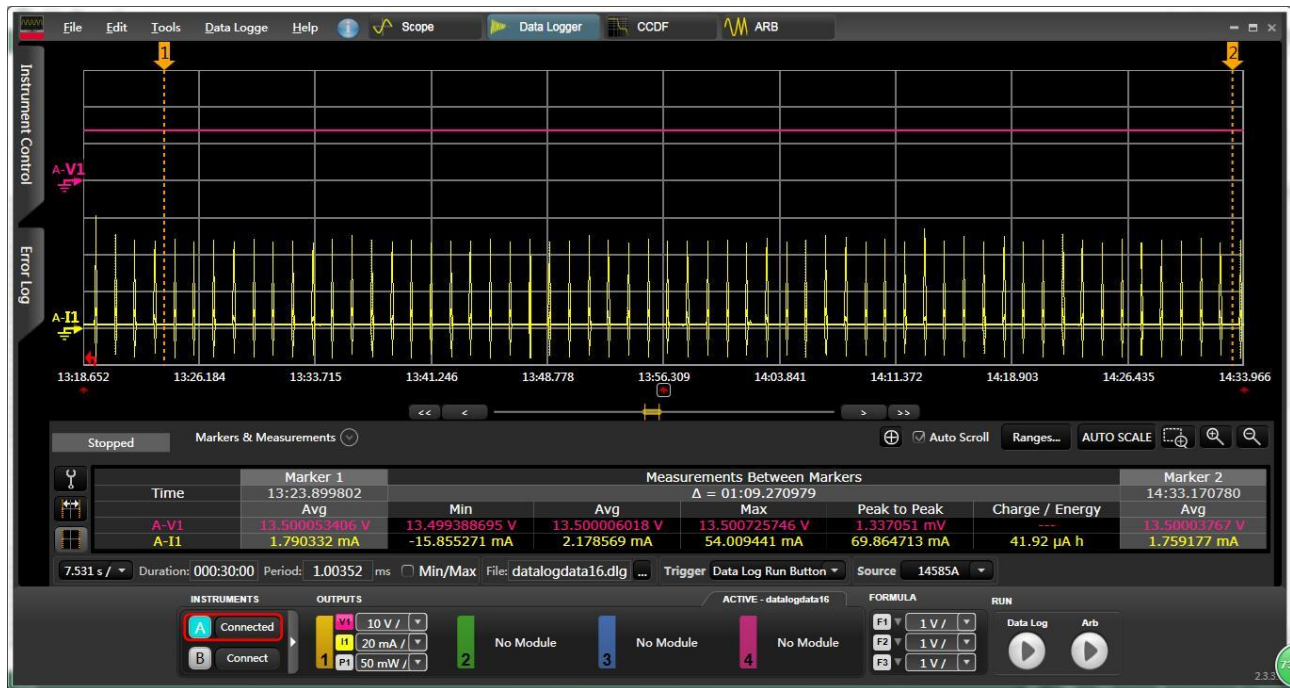 File Edit Tools Data Logge Help Scope Data Logger CCDF ARB
1 2
Instrument Control
A-V1
Error Log
A-I1
13:18.652 13:26.184 13:33.715 13:41.246 13:48.778 13:56.309 14:03.841 14:11.372 14:18.903 14:26.435 14:33.966
<< < > >>
Stopped Markers & Measurements Auto Scroll Ranges... AUTO SCALE
Marker 1 Measurements Between Markers Marker 2
Time 13:23.899802 Δ = 01:09.270979 14:33.170780
Avg Min Avg Max Peak to Peak Charge / Energy Avg
A-V1 13.500053406 V 13.499388695 V 13.500006018 V 13.500725746 V 1.337051 mV --- 13.50003767 V
A-I1 1.790332 mA -15.855271 mA 2.178569 mA 54.009441 mA 69.864713 mA 41.92 µA h 1.759177 mA
7.531 s / Duration: 000:30:00 Period: 1.00352 ms Min/Max File: datalogdata16.dlg ... Trigger Data Log Run Button Source 14585A
INSTRUMENTS OUTPUTS ACTIVE - datalogdata16 FORMULA RUN
A Connected V1 10 V / F1 1 V / Data Log Arb
1 I1 20 mA / 2 No Module 3 No Module 4 No Module F2 1 V /
B Connect P1 50 mW / F3 1 V /
2.3.3